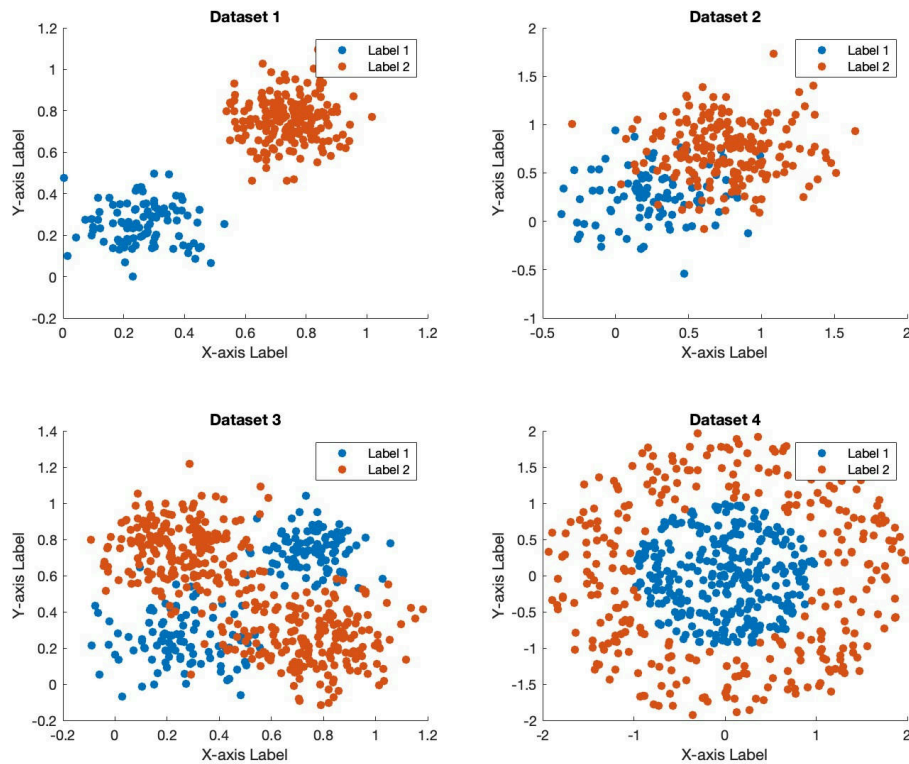 Dataset 1
Label 1
Label 2
1.2
1
0.8
0.6
0.4
0.2
0
-0.2
Y-axis Label
0
0.2
0.4
0.6
0.8
1
1.2
X-axis Label
Dataset 2
Label 1
Label 2
2
1.5
1
0.5
0
-0.5
-1
Y-axis Label
-0.5
0
0.5
1
1.5
2
X-axis Label
Dataset 3
Label 1
Label 2
1.4
1.2
1
0.8
0.6
0.4
0.2
0
-0.2
Y-axis Label
-0.2
0
0.2
0.4
0.6
0.8
1
1.2
X-axis Label
Dataset 4
Label 1
Label 2
2
1.5
1
0.5
0
-0.5
-1
-1.5
-2
Y-axis Label
-2
-1
0
1
2
X-axis Label